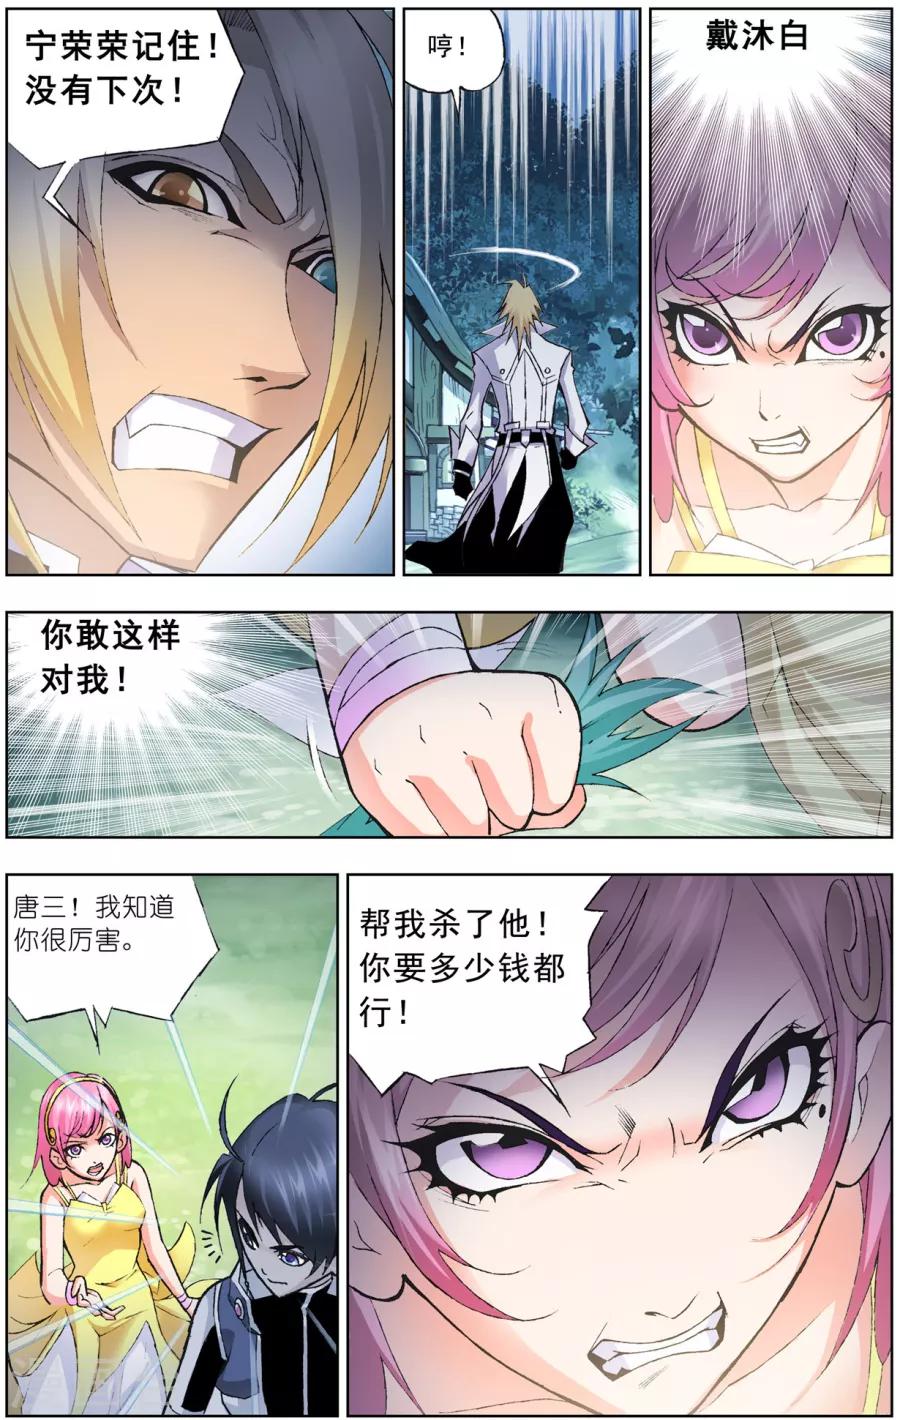 宁荣荣记住！
没有下次！
哼！
戴沐白
你敢这样
对我！
唐三！我知道
你很厉害。
帮我杀了他！
你要多少钱都
行！